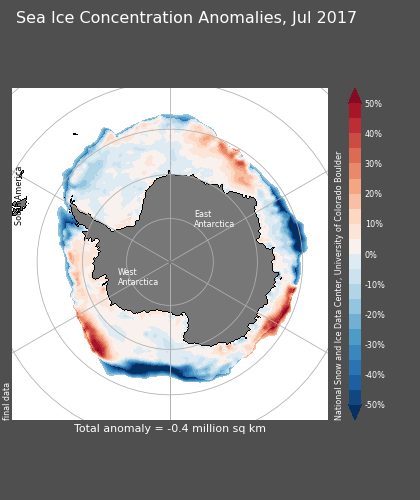 Sea Ice Concentration Anomalies, Jul 2017
South America
East
Antarctica
West
Antarctica
final data
50%
40%
30%
20%
10%
0%
-10%
-20%
-30%
-40%
-50%
National Snow and Ice Data Center, University of Colorado Boulder
Total anomaly = -0.4 million sq km